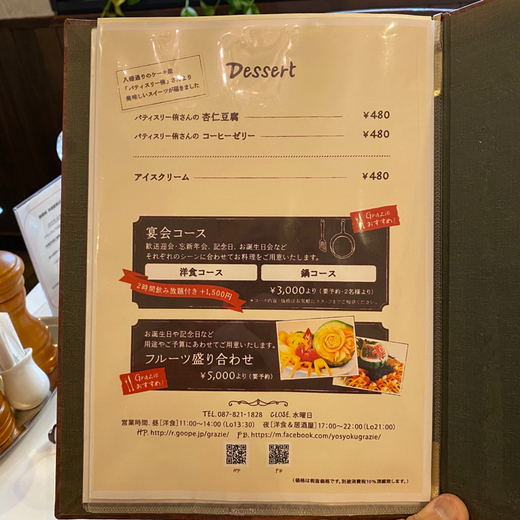 八幡通りのケーキ屋
「パティスリー侑」さんより
美味しいスイーツが届きました
Dessert
パティスリー侑さんの 杏仁豆腐 ¥480
パティスリー侑さんの コーヒーゼリー ¥480
アイスクリーム ¥480
宴会コース
歓送迎会・忘新年会、記念日、お誕生日会など
それぞれのシーンに合わせてお料理をご用意いたします。
Grazie
おすすめ!
洋食コース 鍋コース
2時間飲み放題付き +1,500円
¥3,000より (要予約・2名様より)
お誕生日や記念日など
用途やご予算にあわせてご用意いたします。
フルーツ盛り合わせ
¥5,000より (要予約)
Grazie
おすすめ!
TEL.087-821-1828 CLOSE.水曜日
営業時間. 昼[洋食]11:00〜14:00(Lo13:30) 夜[洋食&居酒屋]17:00〜22:00(Lo21:00)
HP. http://r.goope.jp/grazie/ FB. https://m.facebook.com/yosyokugrazie/
HP FB
(価格は税抜価格です。別途消費税10%頂戴致します。)